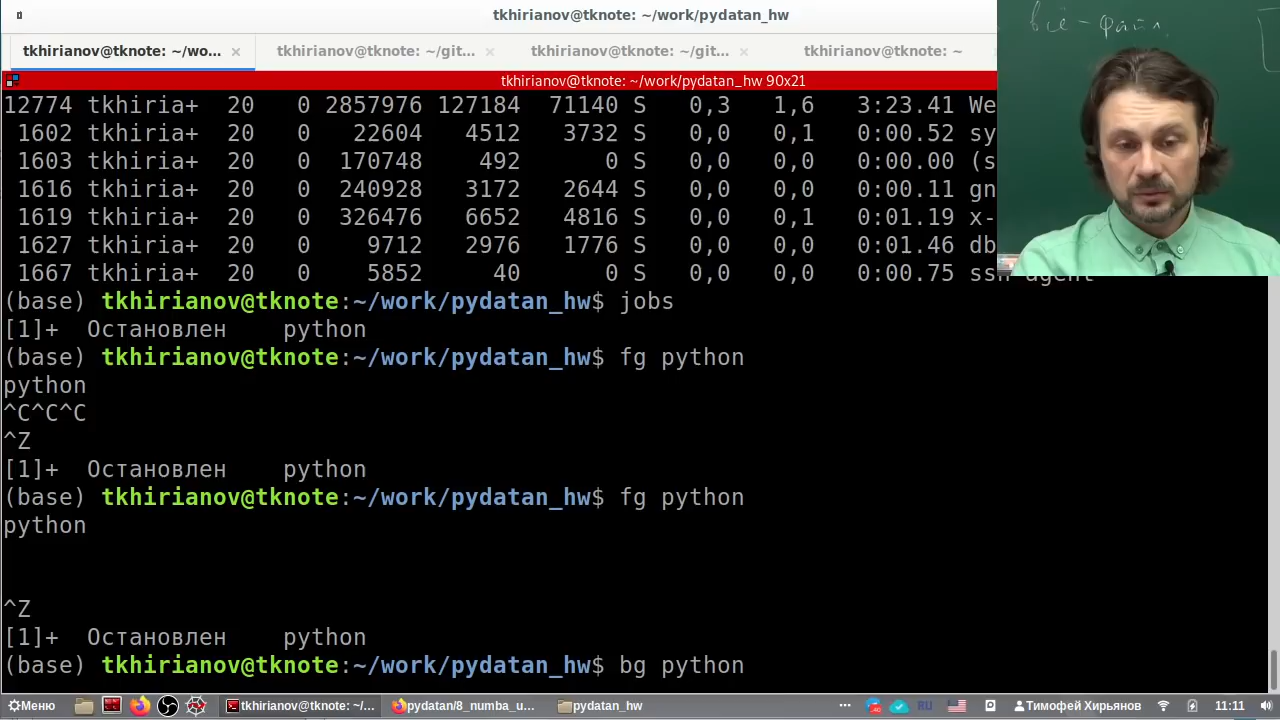 tkhirianov@tknote: ~/work/pydatan_hw
tkhirianov@tknote: ~/wo... × tkhirianov@tknote: ~/git... × tkhirianov@tknote: ~/git... × tkhirianov@tknote: ~
tkhirianov@tknote: ~/work/pydatan_hw 90x21
всё - файл
12774 tkhiria+ 20 0 2857976 127184 71140 S 0,3 1,6 3:23.41 We
1602 tkhiria+ 20 0 22604 4512 3732 S 0,0 0,1 0:00.52 sy
1603 tkhiria+ 20 0 170748 492 0 S 0,0 0,0 0:00.00 (s
1616 tkhiria+ 20 0 240928 3172 2644 S 0,0 0,0 0:00.11 gn
1619 tkhiria+ 20 0 326476 6652 4816 S 0,0 0,1 0:01.19 x-
1627 tkhiria+ 20 0 9712 2976 1776 S 0,0 0,0 0:01.46 db
1667 tkhiria+ 20 0 5852 40 0 S 0,0 0,0 0:00.75 ssh-agent
(base) tkhirianov@tknote:~/work/pydatan_hw$ jobs
[1]+ Остановлен python
(base) tkhirianov@tknote:~/work/pydatan_hw$ fg python
python
^C^C^C
^Z
[1]+ Остановлен python
(base) tkhirianov@tknote:~/work/pydatan_hw$ fg python
python
^Z
[1]+ Остановлен python
(base) tkhirianov@tknote:~/work/pydatan_hw$ bg python
Меню tkhirianov@tknote: ~/... pydatan/8_numba_u... pydatan_hw ... RU Тимофей Хирьянов 11:11